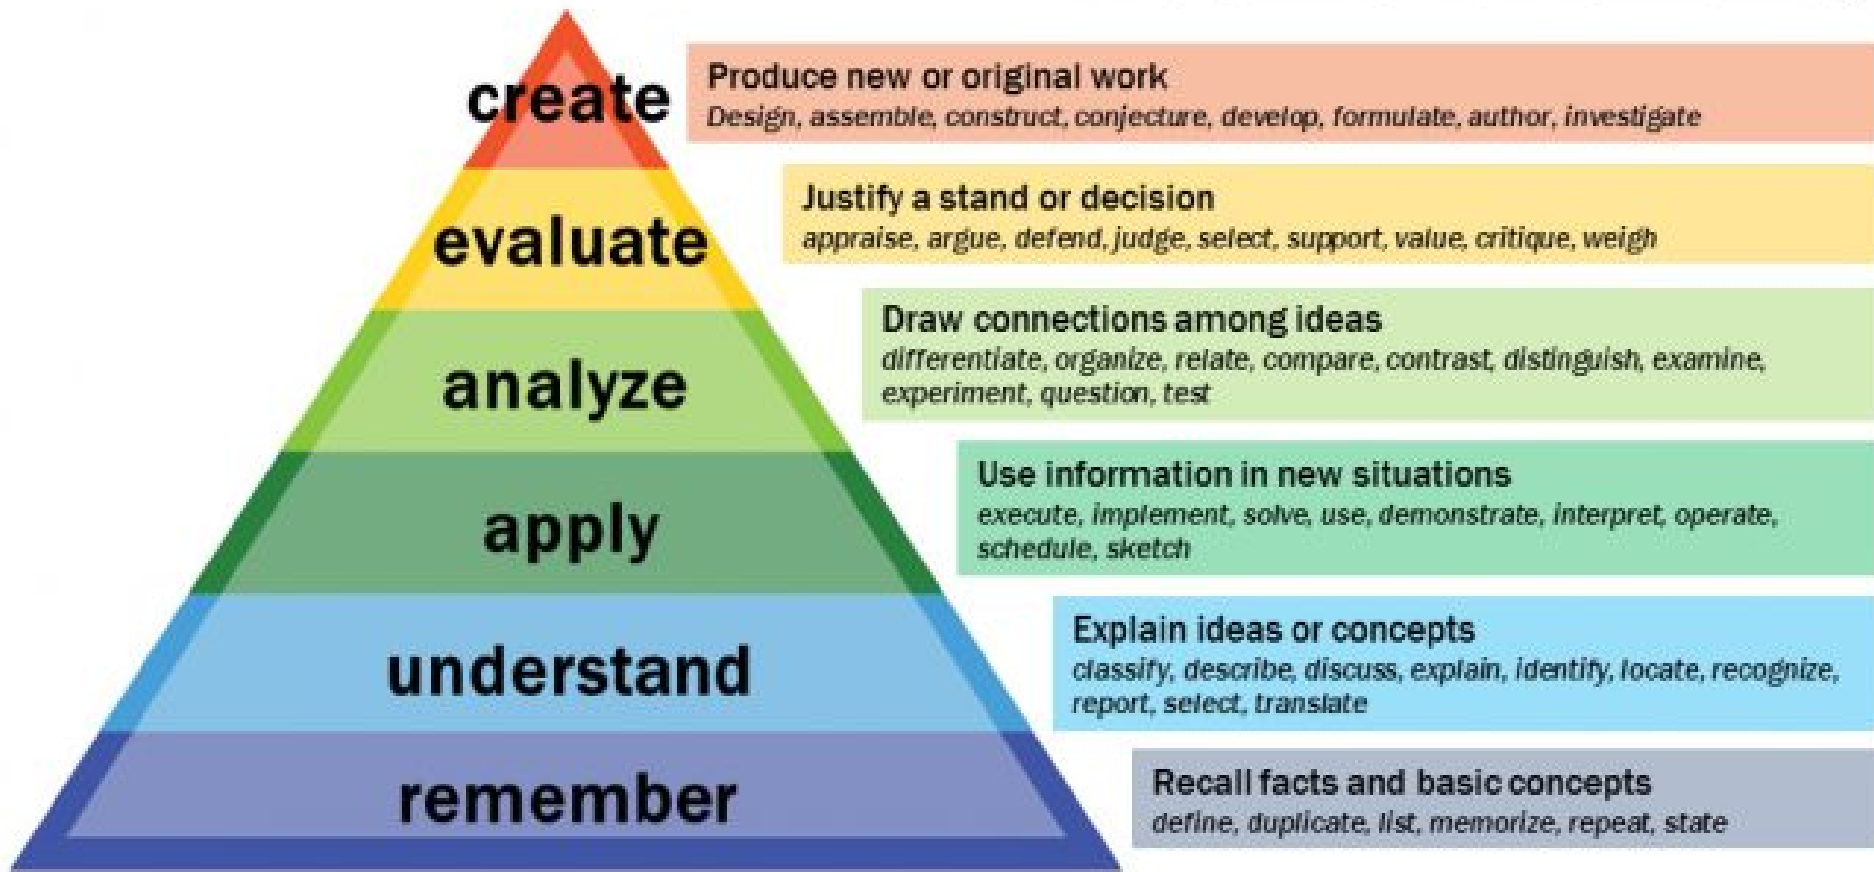 create
Produce new or original work
Design, assemble, construct, conjecture, develop, formulate, author, investigate
evaluate
Justify a stand or decision
appraise, argue, defend, judge, select, support, value, critique, weigh
analyze
Draw connections among ideas
differentiate, organize, relate, compare, contrast, distinguish, examine,
experiment, question, test
apply
Use information in new situations
execute, implement, solve, use, demonstrate, interpret, operate,
schedule, sketch
understand
Explain ideas or concepts
classify, describe, discuss, explain, identify, locate, recognize,
report, select, translate
remember
Recall facts and basic concepts
define, duplicate, list, memorize, repeat, state